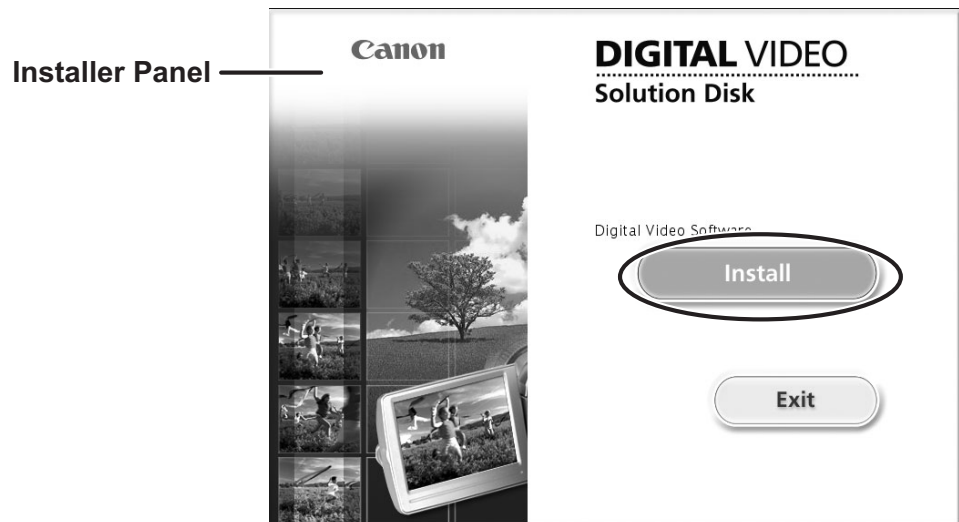 Canon
DIGITAL VIDEO
Installer Panel
Solution Disk
Digital Video Software
Install
Exit